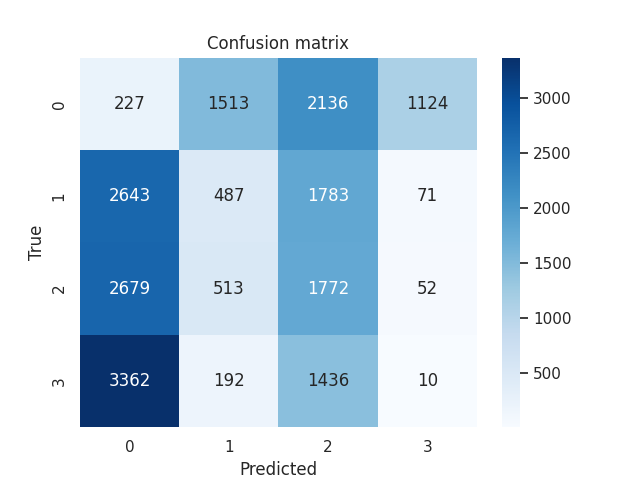 Confusion matrix
0 227 1513 2136 1124
1 2643 487 1783 71
2 2679 513 1772 52
3 3362 192 1436 10
0 1 2 3
Predicted
True
3000
2500
2000
1500
1000
500